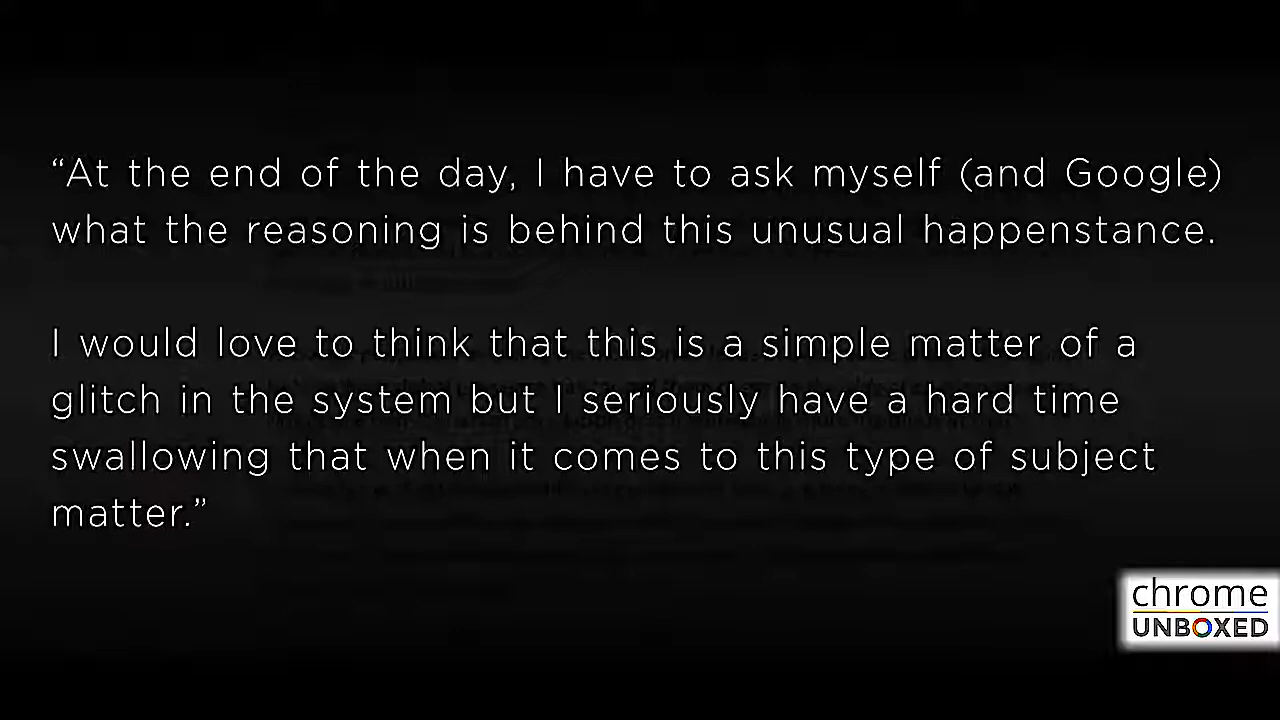 “At the end of the day, I have to ask myself (and Google)
what the reasoning is behind this unusual happenstance.
I would love to think that this is a simple matter of a
glitch in the system but I seriously have a hard time
swallowing that when it comes to this type of subject
matter.”
chrome
UNBOXED